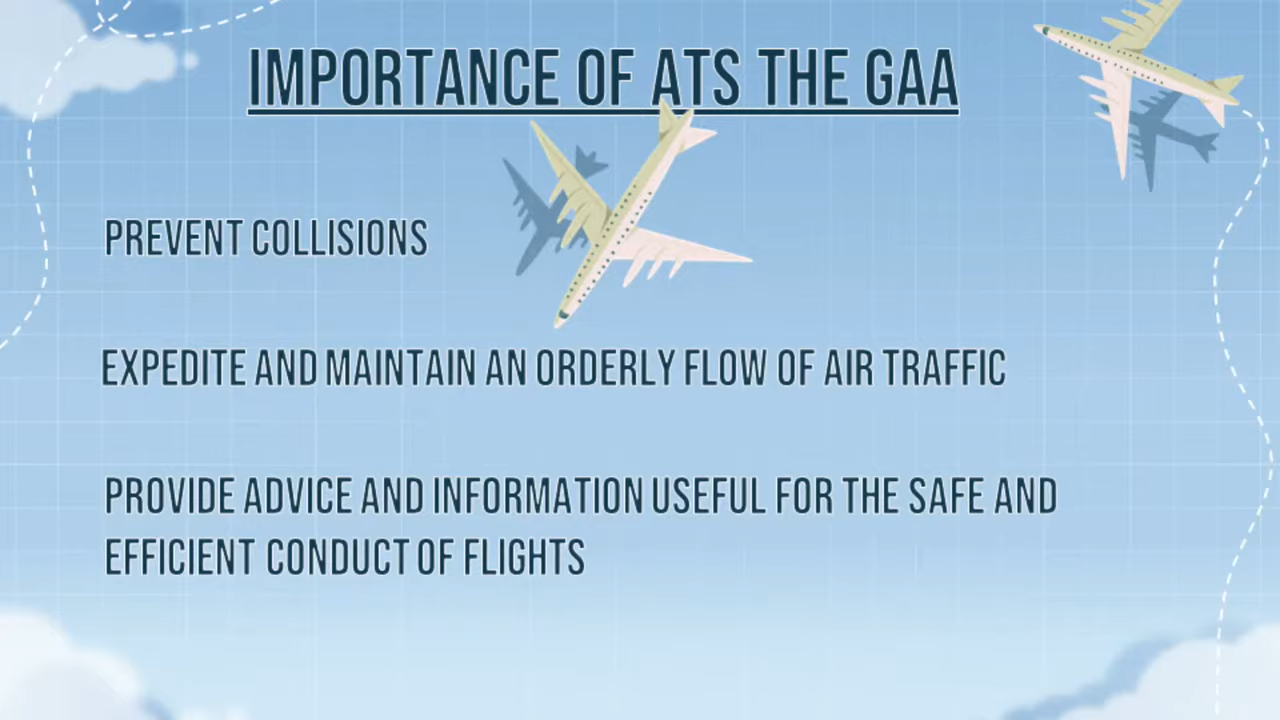 IMPORTANCE OF ATS THE GAA
PREVENT COLLISIONS
EXPEDITE AND MAINTAIN AN ORDERLY FLOW OF AIR TRAFFIC
PROVIDE ADVICE AND INFORMATION USEFUL FOR THE SAFE AND
EFFICIENT CONDUCT OF FLIGHTS